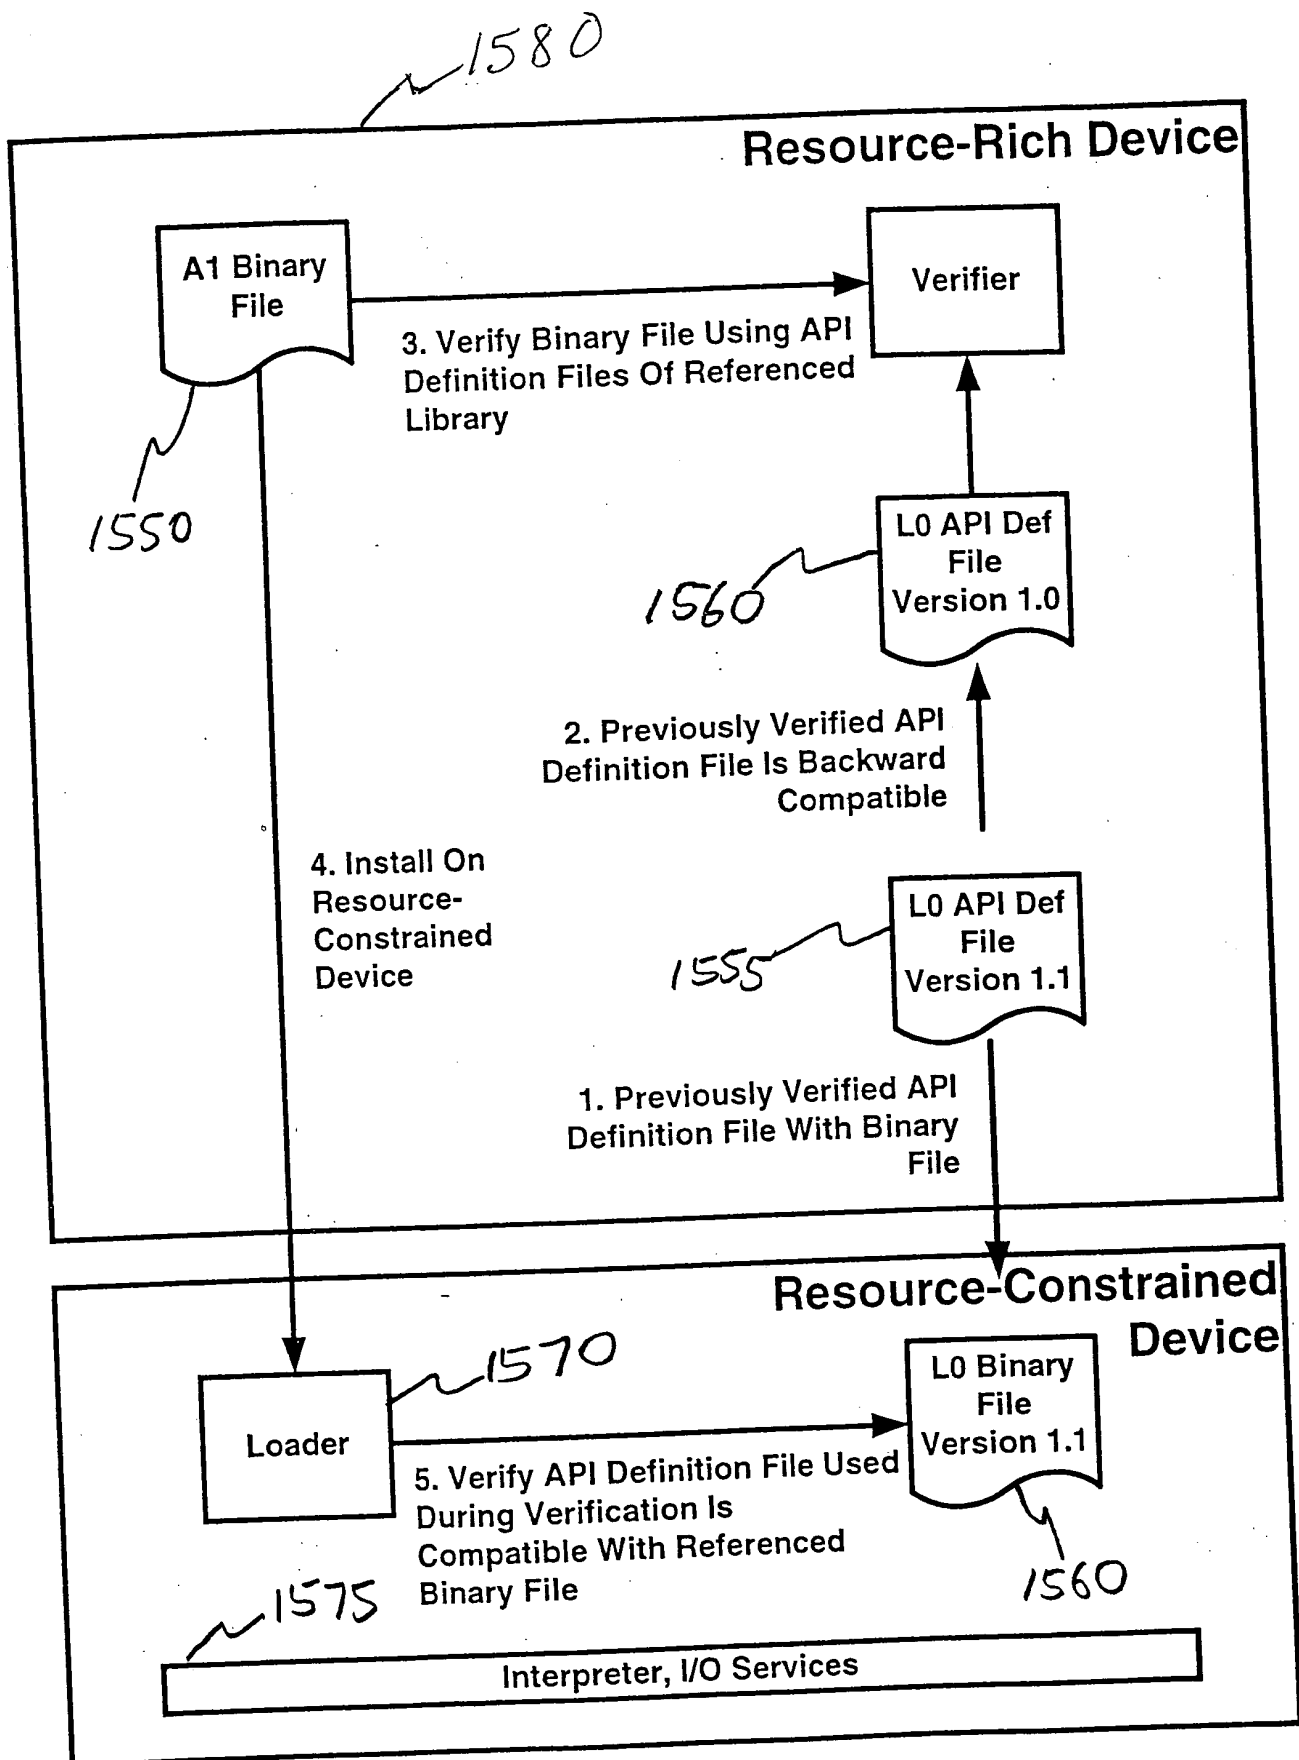 1580
Resource-Rich Device
A1 Binary
File
Verifier
3. Verify Binary File Using API
Definition Files Of Referenced
Library
1550
L0 API Def
File
Version 1.0
1560
2. Previously Verified API
Definition File Is Backward
Compatible
4. Install On
Resource-
Constrained
Device
L0 API Def
File
Version 1.1
1555
1. Previously Verified API
Definition File With Binary
File
Resource-Constrained
Device
1570
Loader
L0 Binary
File
Version 1.1
5. Verify API Definition File Used
During Verification Is
Compatible With Referenced
Binary File
1560
1575
Interpreter, I/O Services